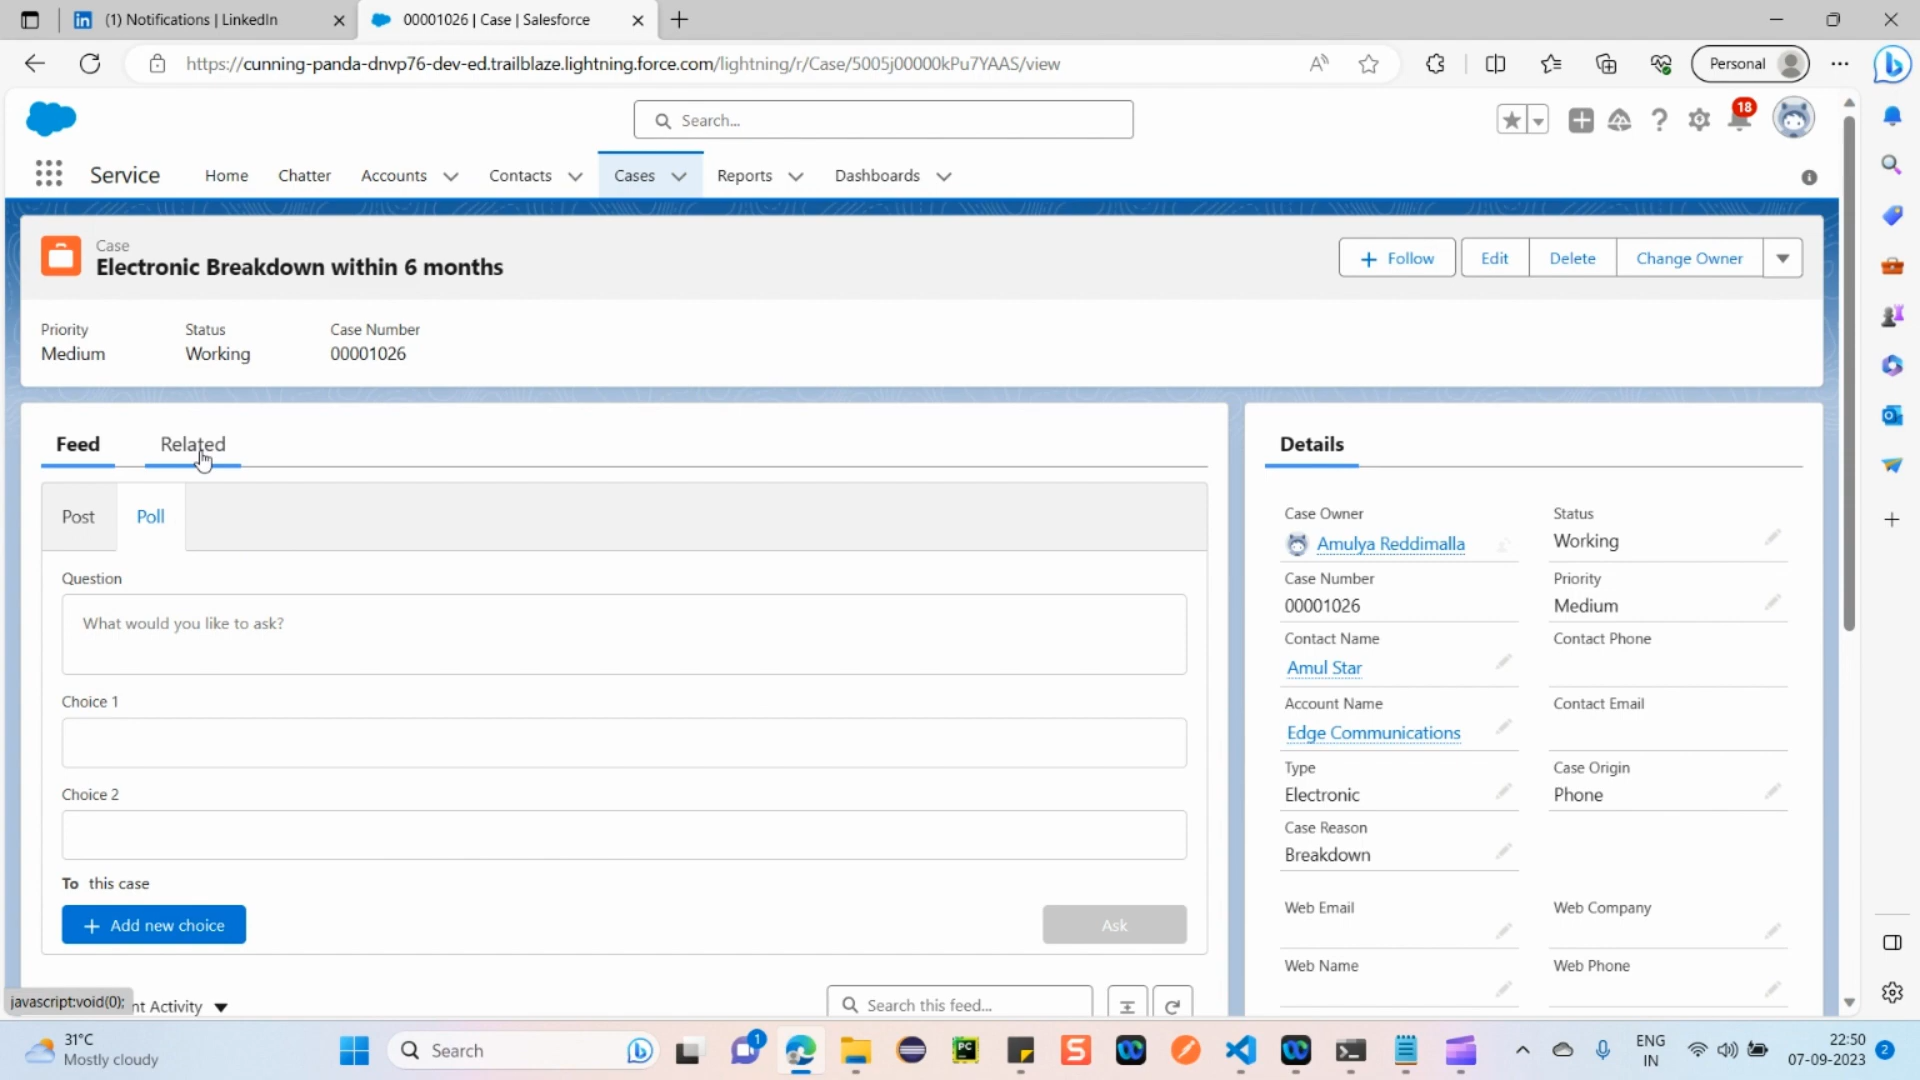 (1) Notifications | LinkedIn
00001026 | Case | Salesforce
https://cunning-panda-dnvp76-dev-ed.trailblaze.lightning.force.com/lightning/r/Case/5005j00000kPu7YAAS/view
Personal
Search...
18
Service Home Chatter Accounts Contacts Cases Reports Dashboards
Case
Electronic Breakdown within 6 months
+ Follow Edit Delete Change Owner
Priority Status Case Number
Medium Working 00001026
Feed Related
Post Poll
Question
What would you like to ask?
Choice 1
Choice 2
To this case
+ Add new choice
Ask
javascript:void(0);
nt Activity
Search this feed...
Details
Case Owner Status
Amulya Reddimalla Working
Case Number Priority
00001026 Medium
Contact Name Contact Phone
Amul Star
Account Name Contact Email
Edge Communications
Type Case Origin
Electronic Phone
Case Reason
Breakdown
Web Email Web Company
Web Name Web Phone
31°C
Mostly cloudy
Search
1
PC
S
ENG
IN
22:50
07-09-2023
2